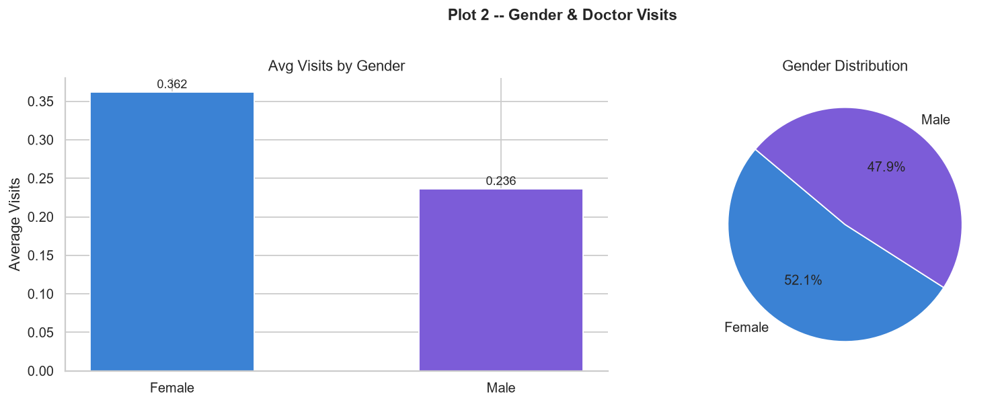 Plot 2 -- Gender & Doctor Visits
Avg Visits by Gender
Average Visits
0.35
0.30
0.25
0.20
0.15
0.10
0.05
0.00
0.362
0.236
Female
Male
Gender Distribution
Male
47.9%
52.1%
Female